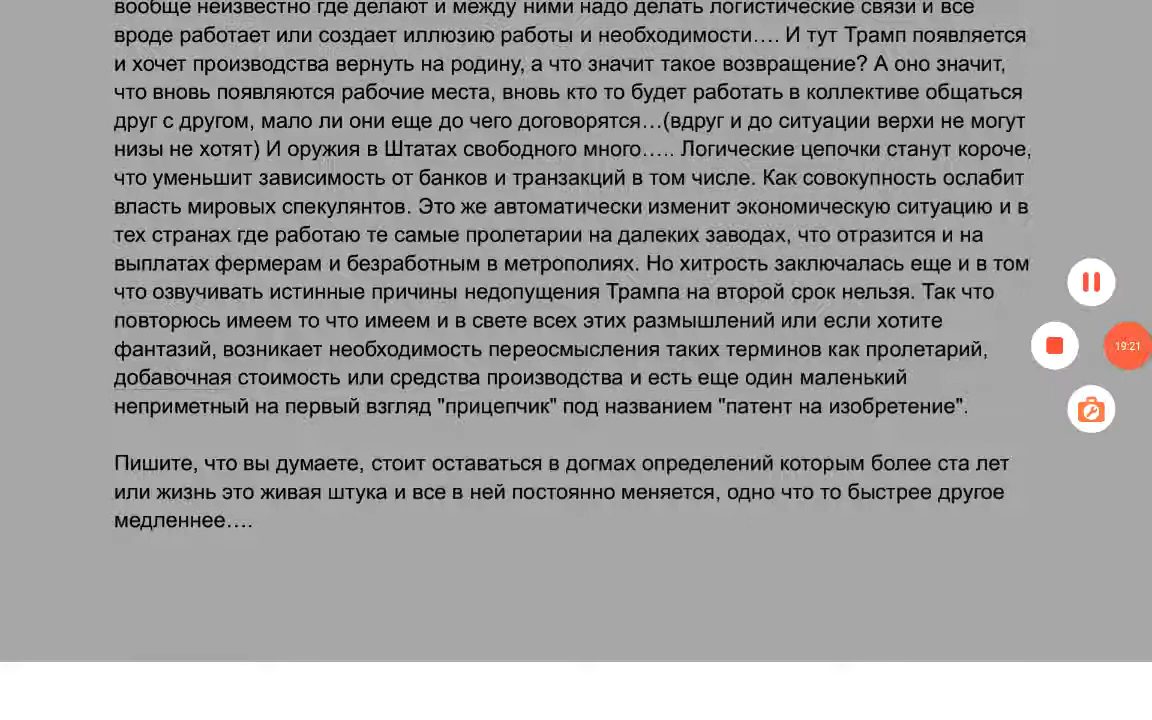 вообще неизвестно где делают и между ними надо делать логистические связи и все
вроде работает или создает иллюзию работы и необходимости…. И тут Трамп появляется
и хочет производства вернуть на родину, а что значит такое возвращение? А оно значит,
что вновь появляются рабочие места, вновь кто то будет работать в коллективе общаться
друг с другом, мало ли они еще до чего договорятся…(вдруг и до ситуации верхи не могут
низы не хотят) И оружия в Штатах свободного много….. Логические цепочки станут короче,
что уменьшит зависимость от банков и транзакций в том числе. Как совокупность ослабит
власть мировых спекулянтов. Это же автоматически изменит экономическую ситуацию и в
тех странах где работаю те самые пролетарии на далеких заводах, что отразится и на
выплатах фермерам и безработным в метрополиях. Но хитрость заключалась еще и в том
что озвучивать истинные причины недопущения Трампа на второй срок нельзя. Так что
повторюсь имеем то что имеем и в свете всех этих размышлений или если хотите
фантазий, возникает необходимость переосмысления таких терминов как пролетарий,
добавочная стоимость или средства производства и есть еще один маленький
неприметный на первый взгляд "прицепчик" под названием "патент на изобретение".
Пишите, что вы думаете, стоит оставаться в догмах определений которым более ста лет
или жизнь это живая штука и все в ней постоянно меняется, одно что то быстрее другое
медленнее….
19:21